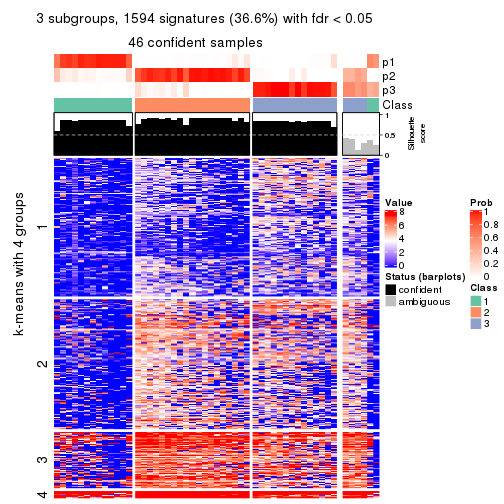 3 subgroups, 1594 signatures (36.6%) with fdr < 0.05
46 confident samples
p1
p2
p3
Class
1
0.5
0
Silhouette
score
k-means with 4 groups
1
2
3
4
Value
8
6
4
2
0
Status (barplots)
confident
ambiguous
Prob
1
0.8
0.6
0.4
0.2
0
Class
1
2
3